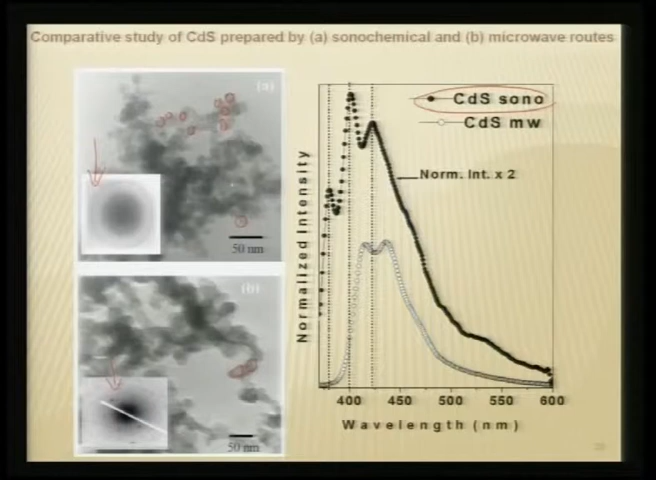 Comparative study of CdS prepared by (a) sonochemical and (b) microwave routes
(a)
50 nm
(b)
50 nm
CdS sono
CdS mw
Norm. Int. x 2
Normalized Intensity
400 450 500 550 600
Wavelength (nm)